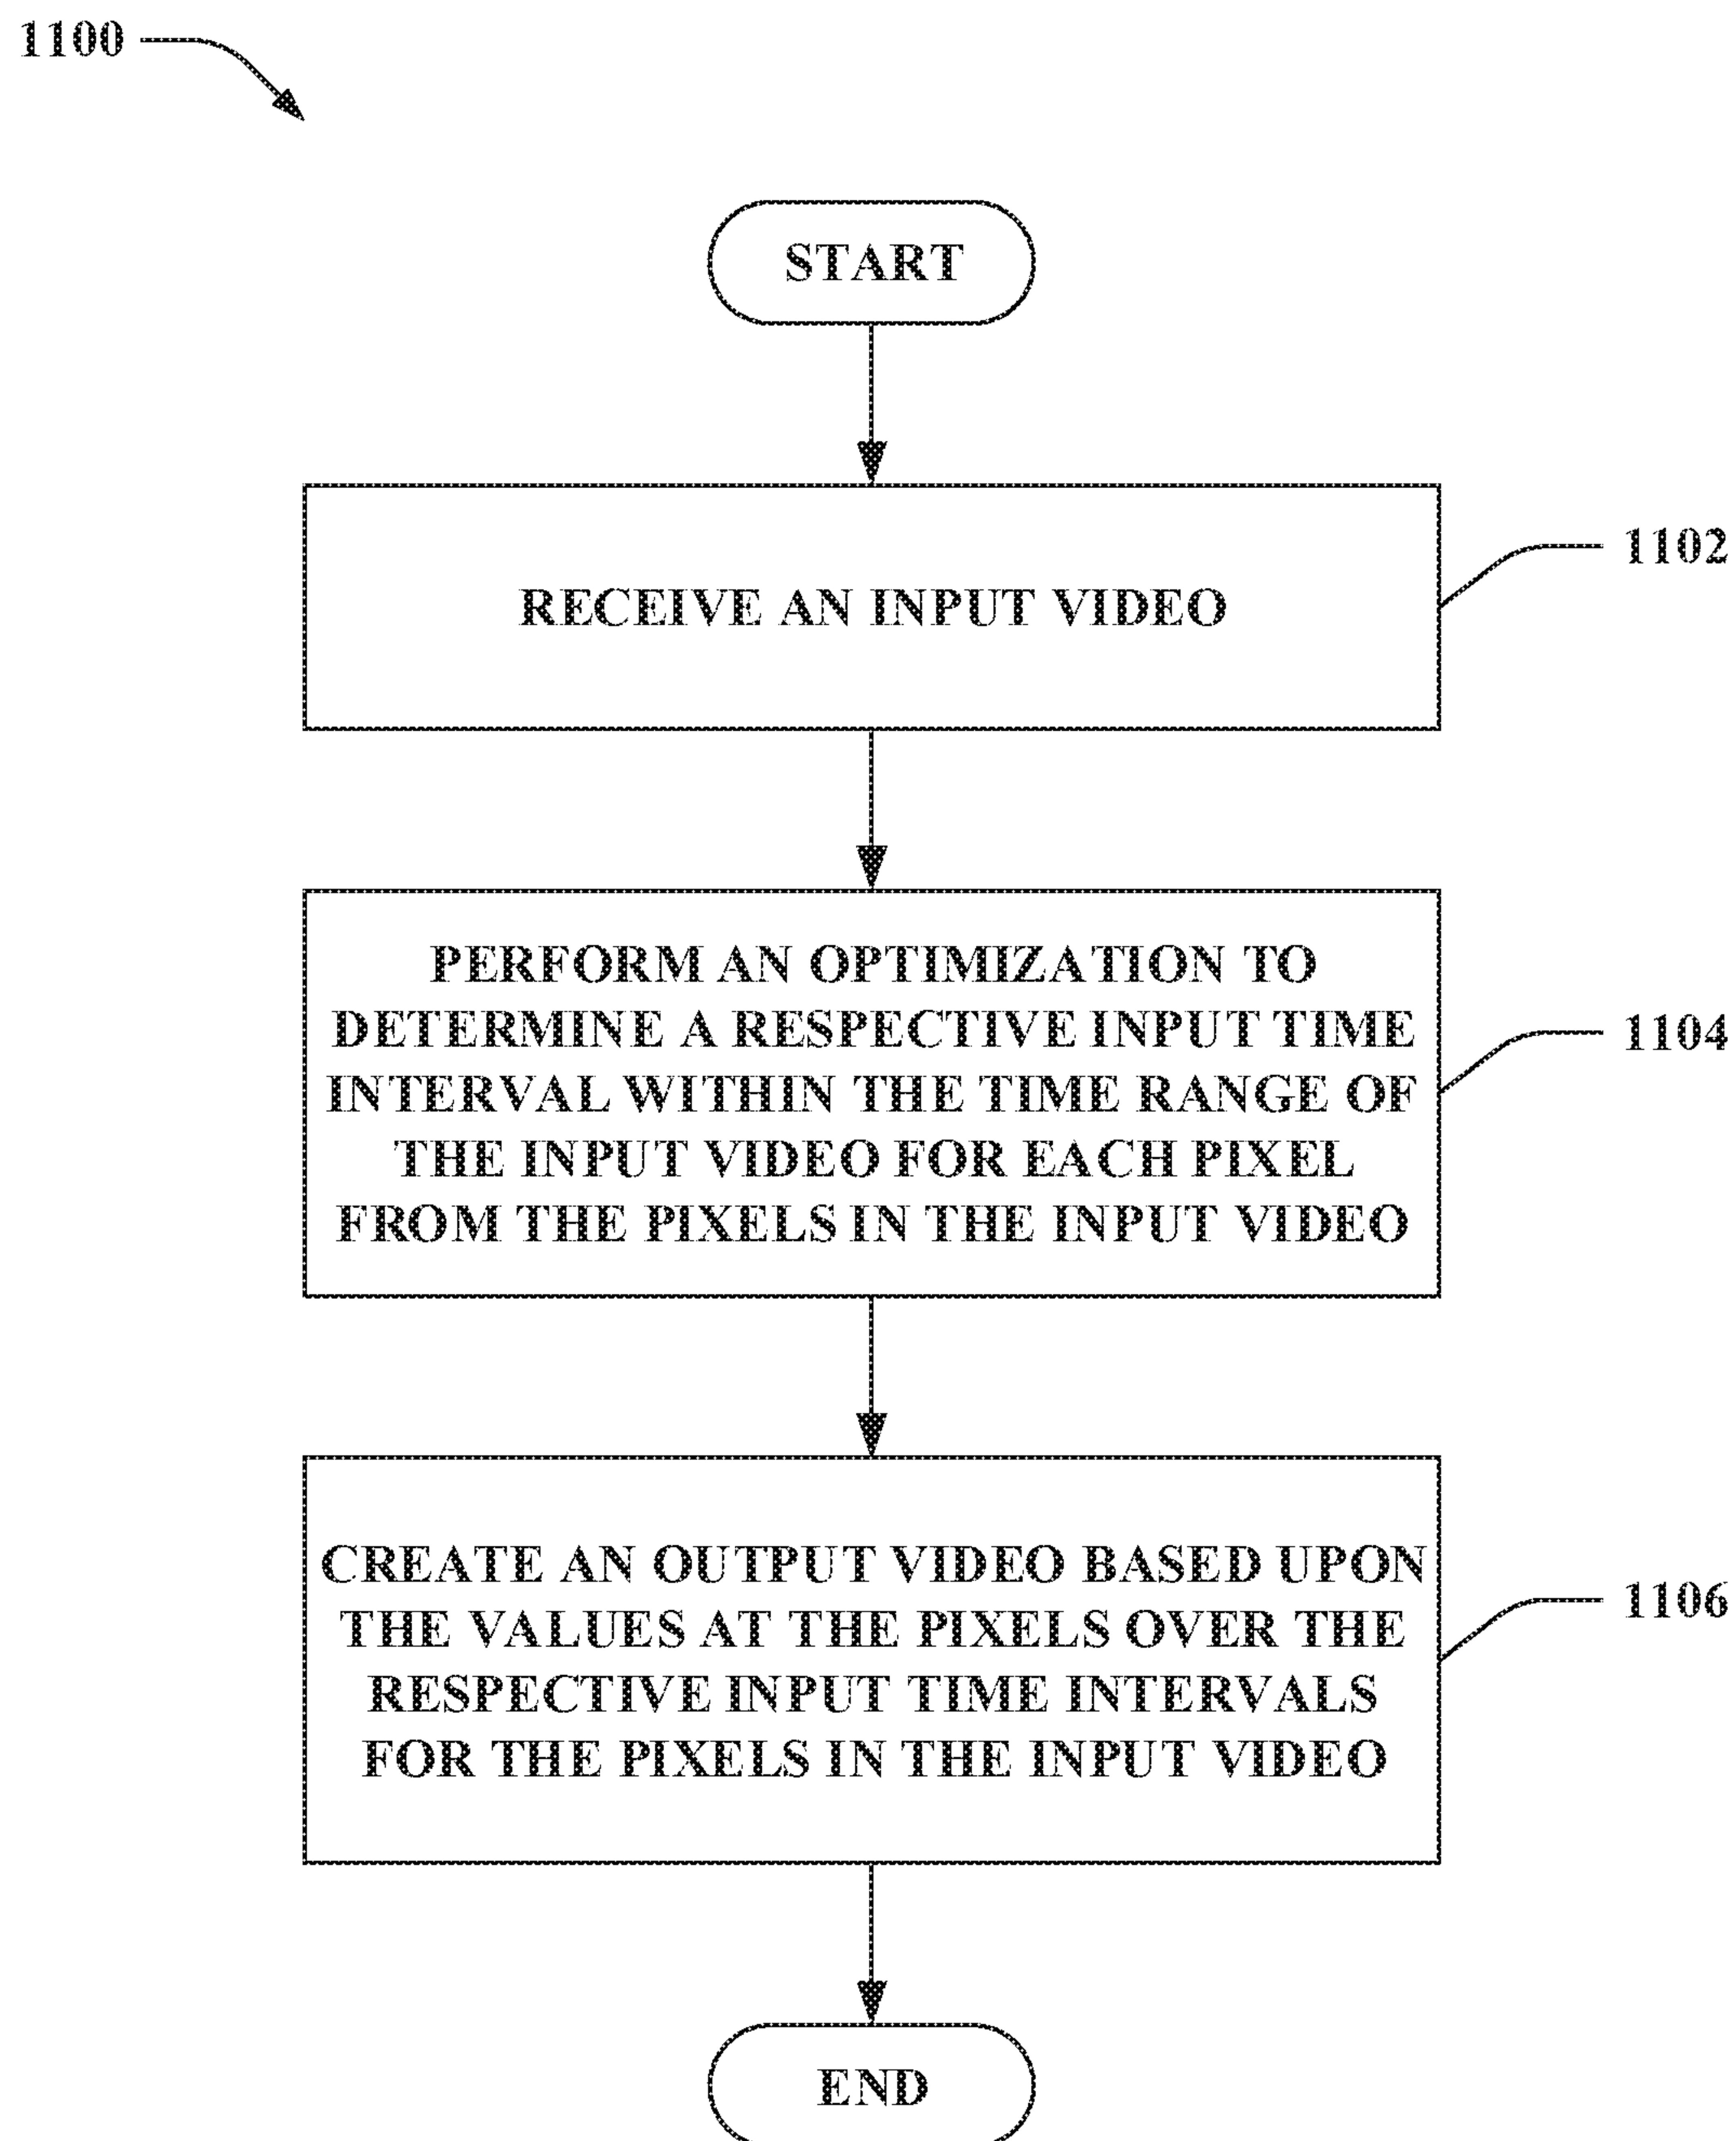 1100
START
RECEIVE AN INPUT VIDEO
1102
PERFORM AN OPTIMIZATION TO
DETERMINE A RESPECTIVE INPUT TIME
INTERVAL WITHIN THE TIME RANGE OF
THE INPUT VIDEO FOR EACH PIXEL
FROM THE PIXELS IN THE INPUT VIDEO
1104
CREATE AN OUTPUT VIDEO BASED UPON
THE VALUES AT THE PIXELS OVER THE
RESPECTIVE INPUT TIME INTERVALS
FOR THE PIXELS IN THE INPUT VIDEO
1106
END